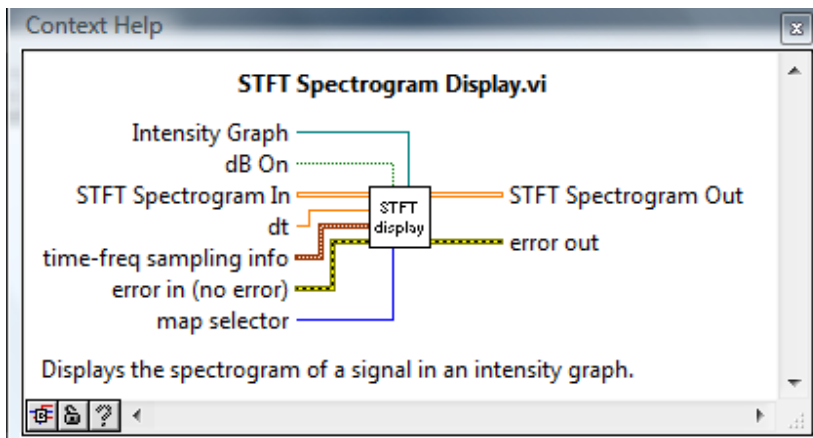 Context Help
STFT Spectrogram Display.vi
Intensity Graph
dB On
STFT Spectrogram In
dt
time-freq sampling info
error in (no error)
map selector
STFT
display
STFT Spectrogram Out
error out
Displays the spectrogram of a signal in an intensity graph.
?